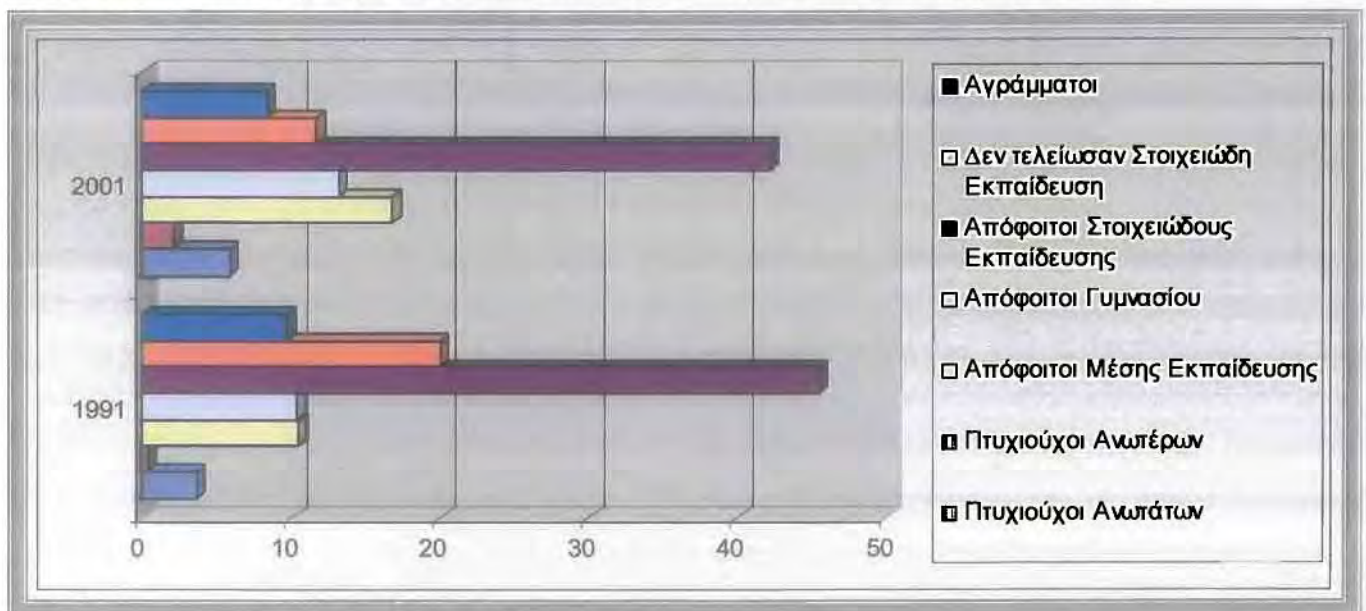 2001
1991
0 10 20 30 40 50
Αγράμματοι
Δεν τελείωσαν Στοιχειώδη
Εκπαίδευση
Απόφοιτοι Στοιχειώδους
Εκπαίδευσης
Απόφοιτοι Γυμνασίου
Απόφοιτοι Μέσης Εκπαίδευσης
Πτυχιούχοι Ανωτέρων
Πτυχιούχοι Ανωτάτων